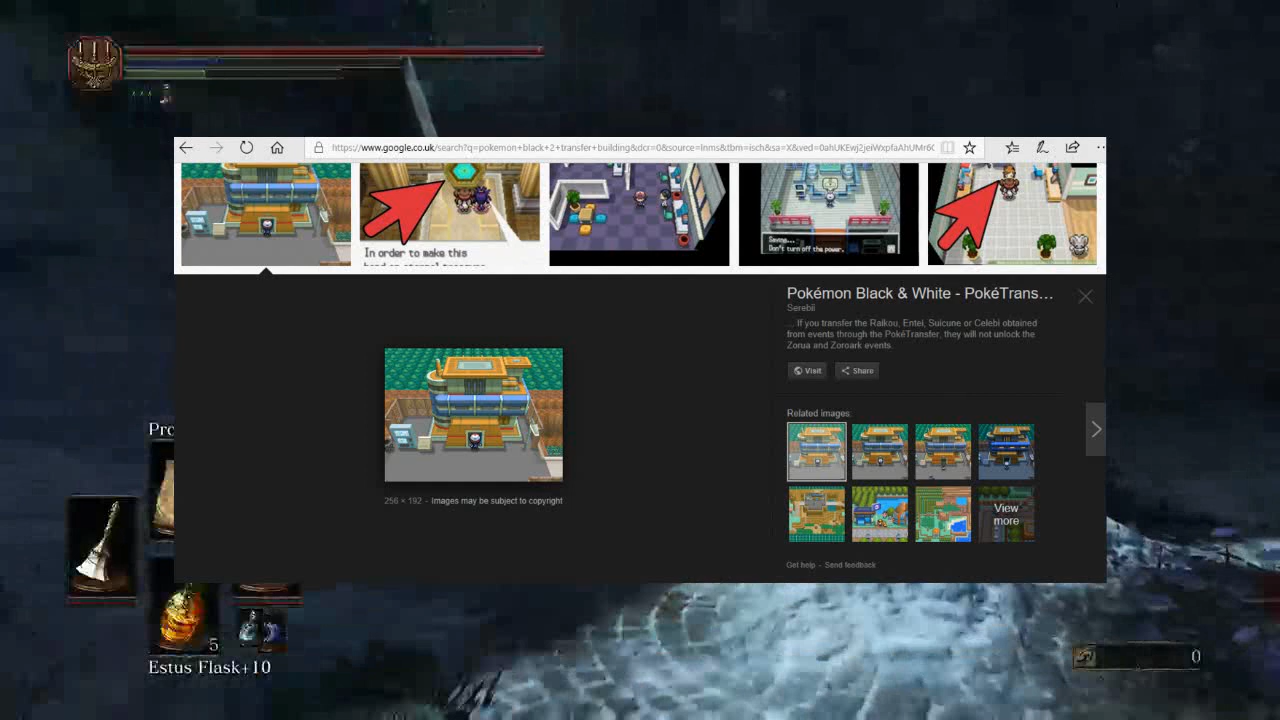 https://www.google.co.uk/search?q=pokemon+black+2+transfer+building&dcr=0&source=lnms&tbm=isch&sa=X&ved=0ahUKEwj2jeiWxpfaAhUMr6
In order to make this
Saving...
Don't turn off the power.
Pokémon Black & White - PokéTrans...
Serebii
... If you transfer the Raikou, Entei, Suicune or Celebi obtained
from events through the PokéTransfer, they will not unlock the
Zorua and Zoroark events.
Visit
Share
Related images:
View
more
256 × 192 - Images may be subject to copyright
Get help - Send feedback
Pro
5
Estus Flask+10
0